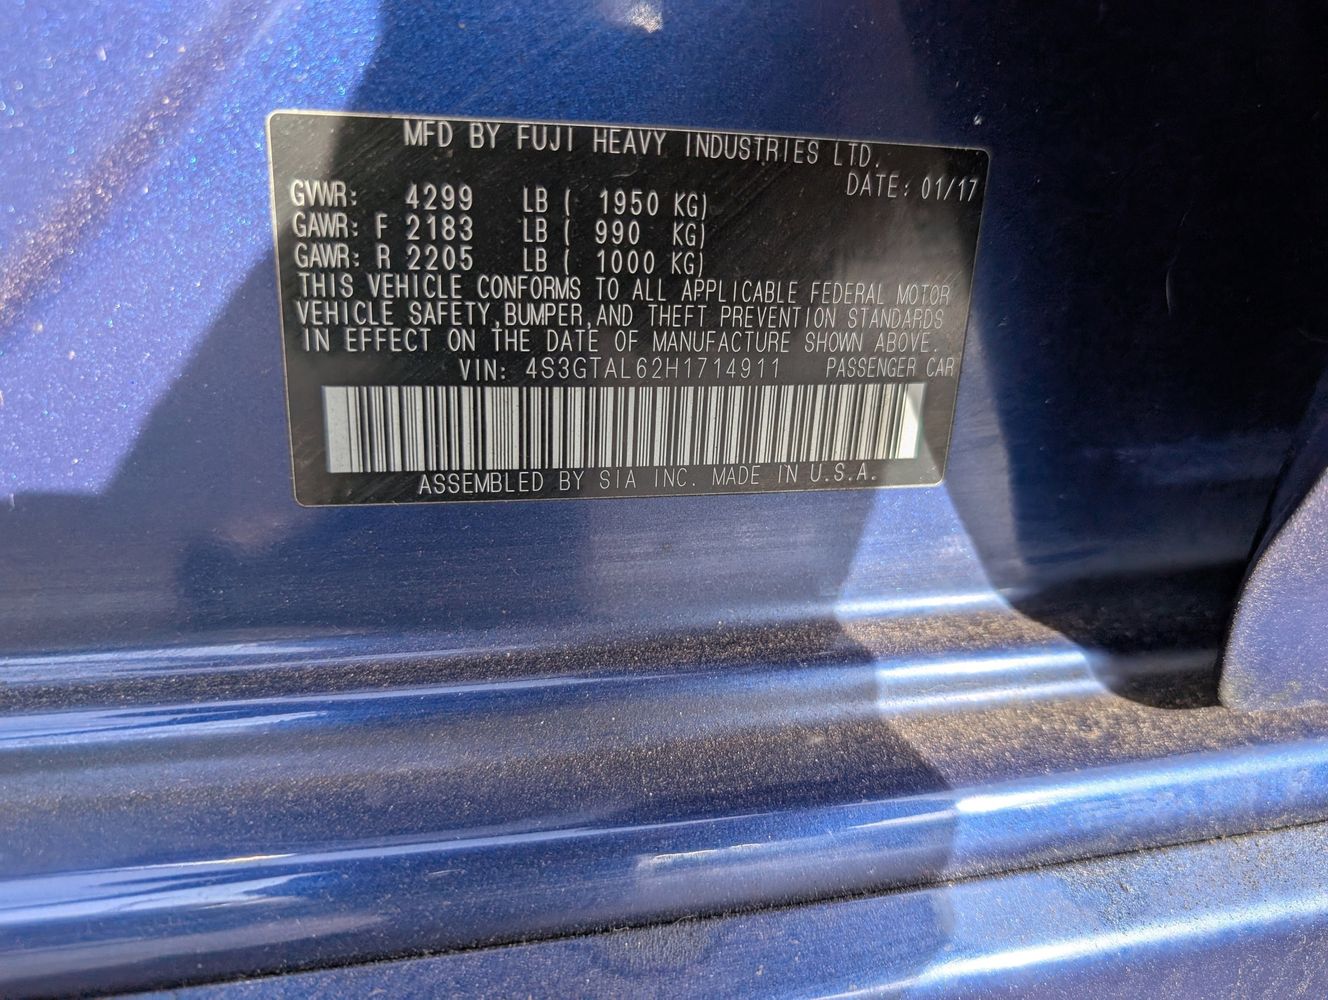 MFD BY FUJI HEAVY INDUSTRIES LTD.
DATE: 01/17
GVWR: 4299 LB ( 1950 KG)
GAWR: F 2183 LB ( 990 KG)
GAWR: R 2205 LB ( 1000 KG)
THIS VEHICLE CONFORMS TO ALL APPLICABLE FEDERAL MOTOR
VEHICLE SAFETY, BUMPER, AND THEFT PREVENTION STANDARDS
IN EFFECT ON THE DATE OF MANUFACTURE SHOWN ABOVE.
VIN: 4S3GTAL62H1714911 PASSENGER CAR
ASSEMBLED BY SIA INC. MADE IN U.S.A.